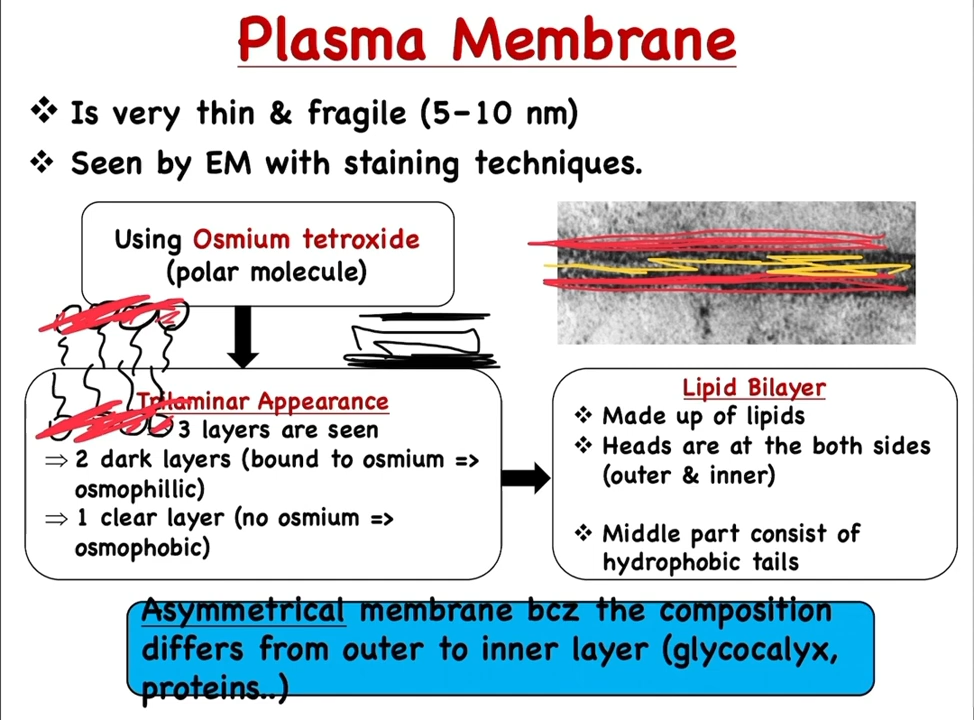 Plasma Membrane
❖ Is very thin & fragile (5-10 nm)
❖ Seen by EM with staining techniques.
Using Osmium tetroxide
(polar molecule)
Trilaminar Appearance
3 layers are seen
⇒ 2 dark layers (bound to osmium =>
osmophillic)
⇒ 1 clear layer (no osmium =>
osmophobic)
Lipid Bilayer
❖ Made up of lipids
❖ Heads are at the both sides
(outer & inner)
❖ Middle part consist of
hydrophobic tails
Asymmetrical membrane bcz the composition
differs from outer to inner layer (glycocalyx,
proteins..)